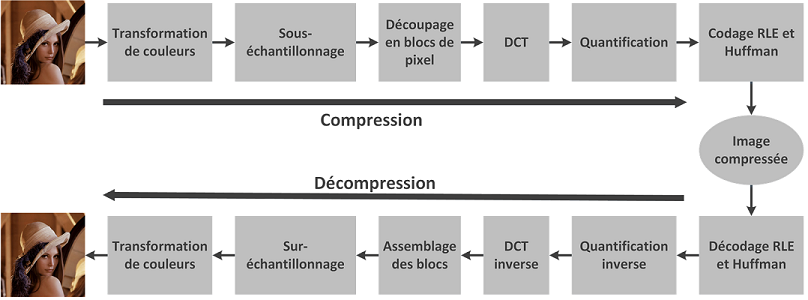 Transformation
de couleurs
Sous-
échantillonnage
Découpage
en blocs de
pixel
DCT
Quantification
Codage RLE et
Huffman
Compression
Image
compressée
Décompression
Transformation
de couleurs
Sur-
échantillonnage
Assemblage
des blocs
DCT
inverse
Quantification
inverse
Décodage RLE
et Huffman